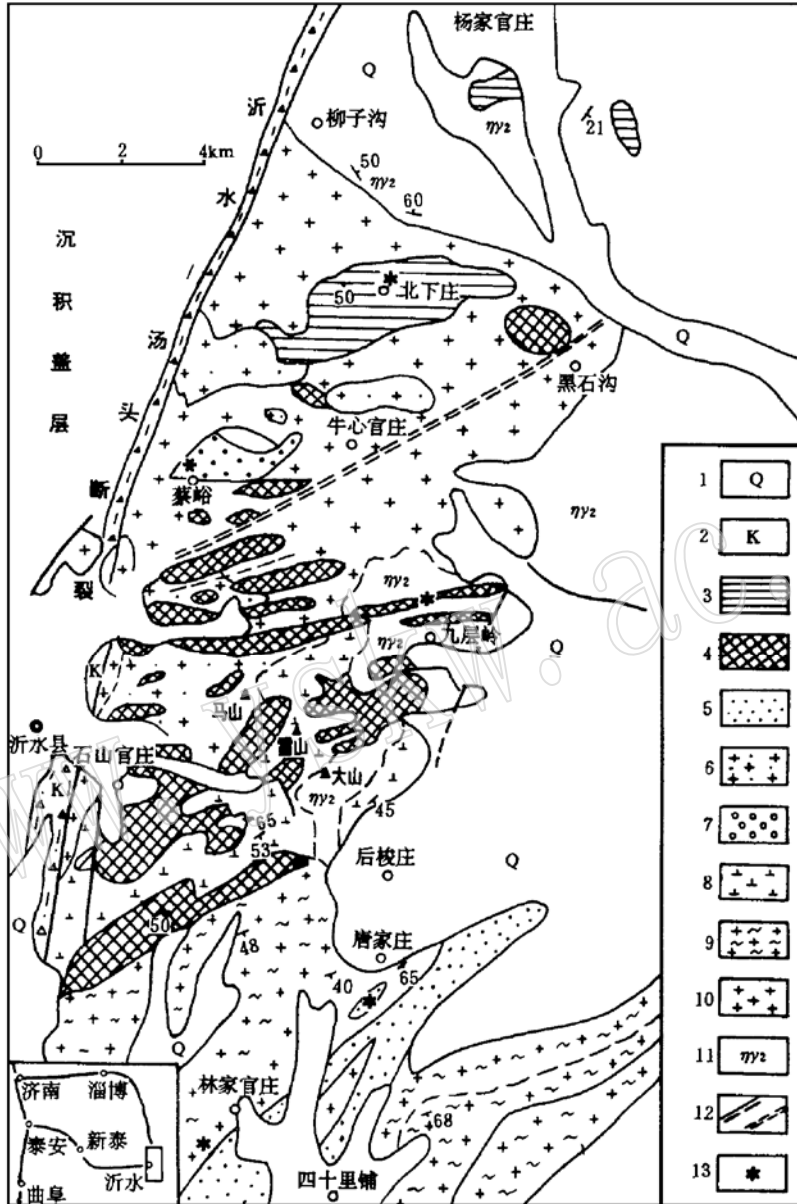 杨家官庄
Q
沂
柳子沟
ηγ₂
21
0 2 4km
50
ηγ₂
60
水
沉积盖层
50
北下庄
Q
汤
黑石沟
头
牛心官庄
蔡峪
断
ηγ₂
裂
ηγ₂
九层岭
ηγ₂
Q
K
马山
雷山
沂水县
石山官庄
大山
K
ηγ₂
45
65
53
后梭庄
Q
Q
50
48
唐家庄
65
40
Q
林家官庄
68
四十里铺
济南
淄博
泰安
新泰
沂水
曲阜
1 Q
2 K
3
4
5
6
7
8
9
10
11 ηγ₂
12
13
www.yskw.ac.